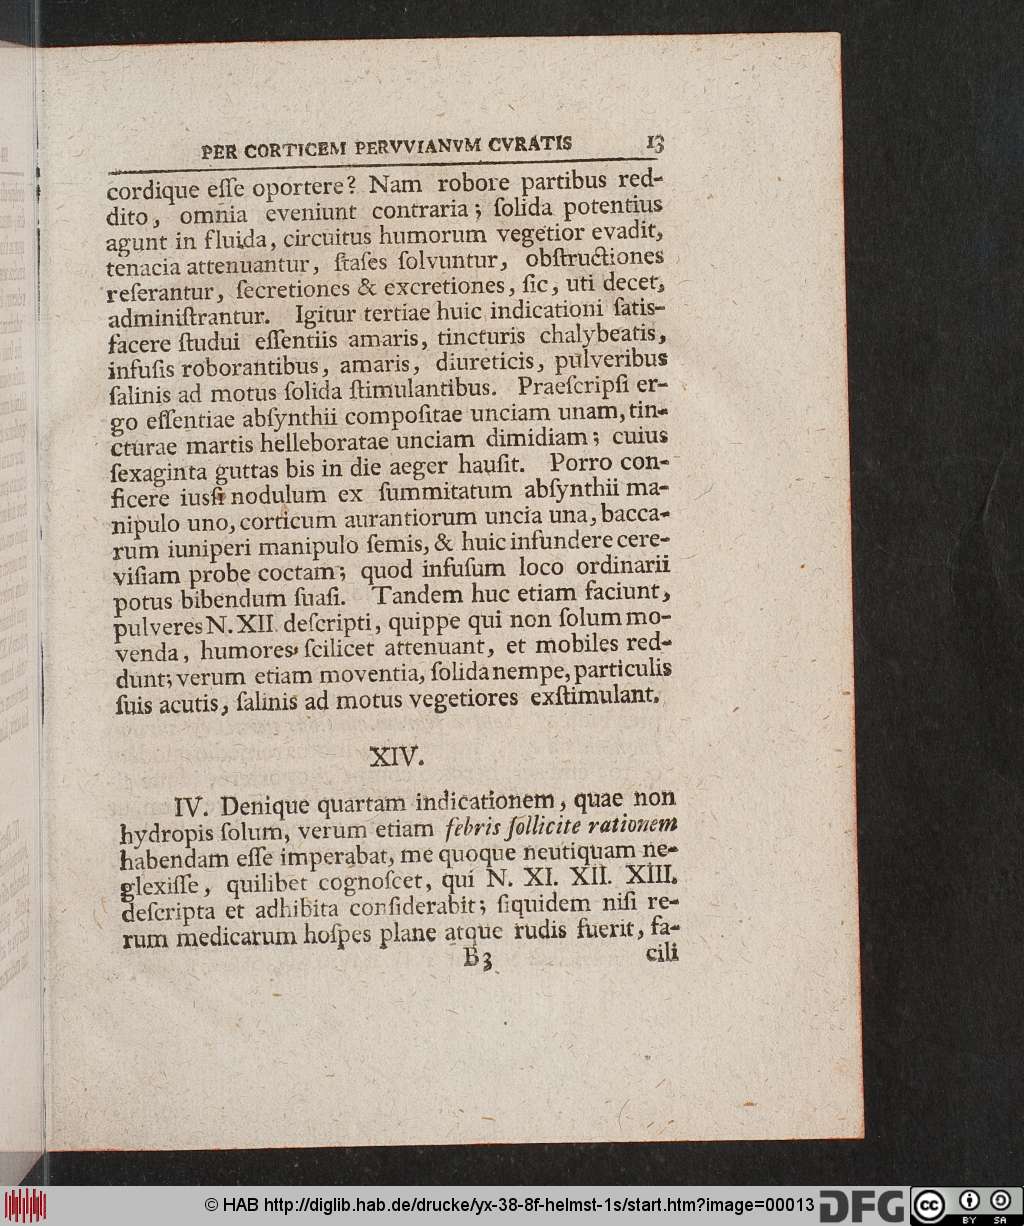 PER CORTICEM PERVVIANVM CVRATIS 13
cordique eſſe oportere? Nam robore partibus red-
dito, omnia eveniunt contraria; ſolida potentius
agunt in fluida, circuitus humorum vegetior evadit,
tenacia attenuantur, ſtaſes ſolvuntur, obſtructiones
reſerantur, ſecretiones & excretiones, ſic, uti decet,
adminiſtrantur. Igitur tertiae huic indicationi ſatis-
facere ſtudui eſſentiis amaris, tincturis chalybeatis,
infuſis roborantibus, amaris, diureticis, pulveribus
ſalinis ad motus ſolida ſtimulantibus. Praeſcripſi er-
go eſſentiae abſynthii compoſitae unciam unam, tin-
cturae martis helleboratae unciam dimidiam; cuius
ſexaginta guttas bis in die aeger hauſit. Porro con-
ficere iusſi nodulum ex ſummitatum abſynthii ma-
nipulo uno, corticum aurantiorum uncia una, bacca-
rum iuniperi manipulo ſemis, & huic infundere cere-
viſiam probe coctam; quod infuſum loco ordinarii
potus bibendum ſuaſi. Tandem huc etiam faciunt,
pulveres N. XII deſcripti, quippe qui non ſolum mo-
venda, humores ſcilicet attenuant, et mobiles red-
dunt; verum etiam moventia, ſolida nempe, particulis
ſuis acutis, ſalinis ad motus vegetiores exſtimulant.
XIV.
IV. Denique quartam indicationem, quae non
hydropis ſolum, verum etiam febris ſollicite rationem
habendam eſſe imperabat, me quoque neutiquam ne-
glexiſſe, quilibet cognoſcet, qui N. XI. XII. XIII.
deſcripta et adhibita conſiderabit; ſiquidem niſi re-
rum medicarum hoſpes plane atque rudis fuerit, fa-
B3 cili
© HAB http://diglib.hab.de/drucke/yx-38-8f-helmst-1s/start.htm?image=00013 DFG cc BY SA